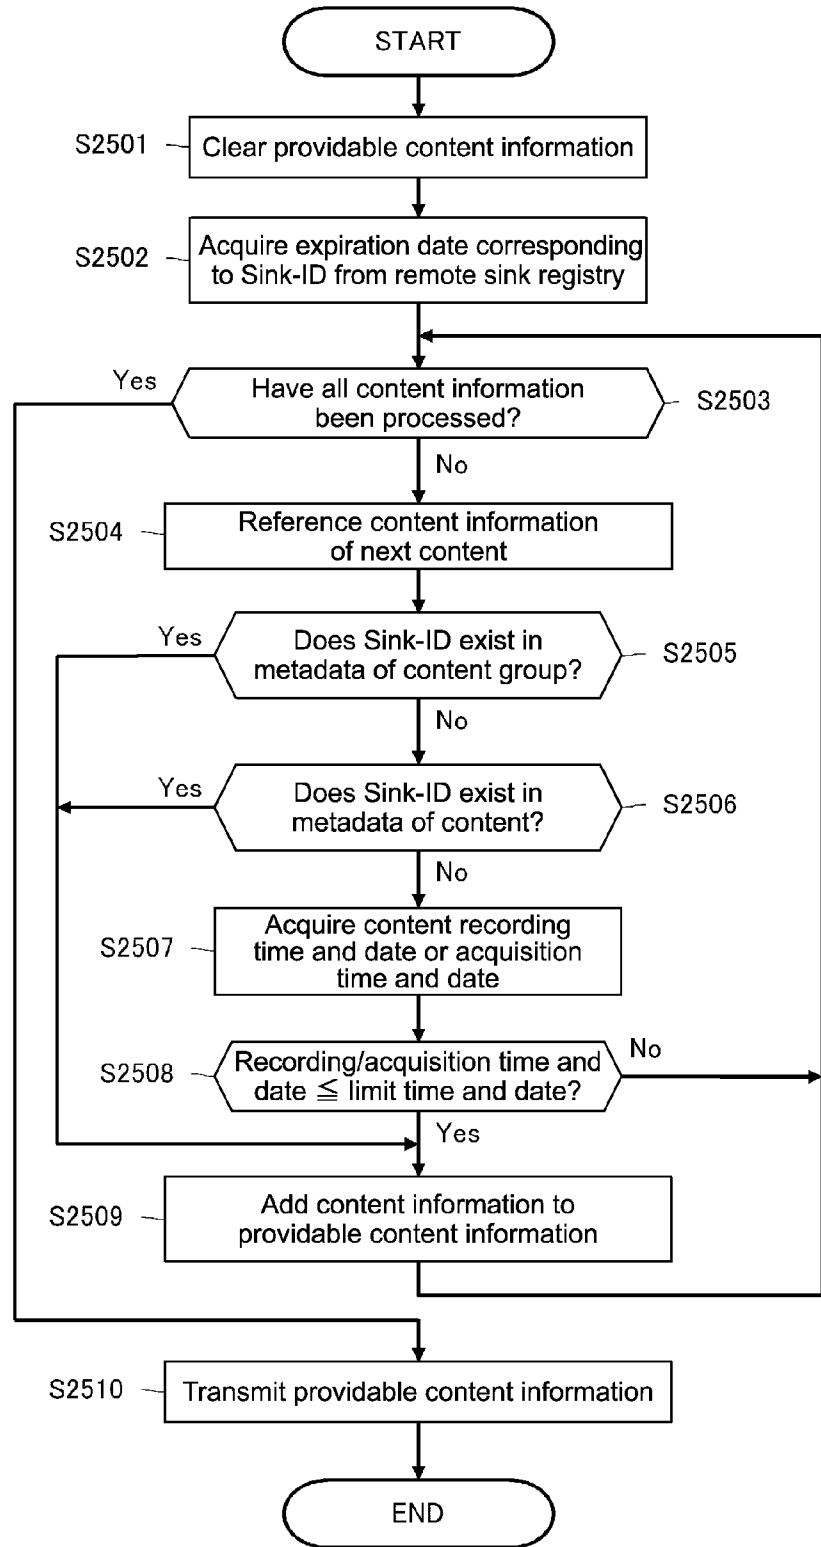 START
S2501
Clear providable content information
S2502
Acquire expiration date corresponding
to Sink-ID from remote sink registry
Yes
Have all content information
been processed?
S2503
No
S2504
Reference content information
of next content
Yes
Does Sink-ID exist in
metadata of content group?
S2505
No
Yes
Does Sink-ID exist in
metadata of content?
S2506
No
S2507
Acquire content recording
time and date or acquisition
time and date
S2508
Recording/acquisition time and
date ≦ limit time and date?
No
Yes
S2509
Add content information to
providable content information
S2510
Transmit providable content information
END